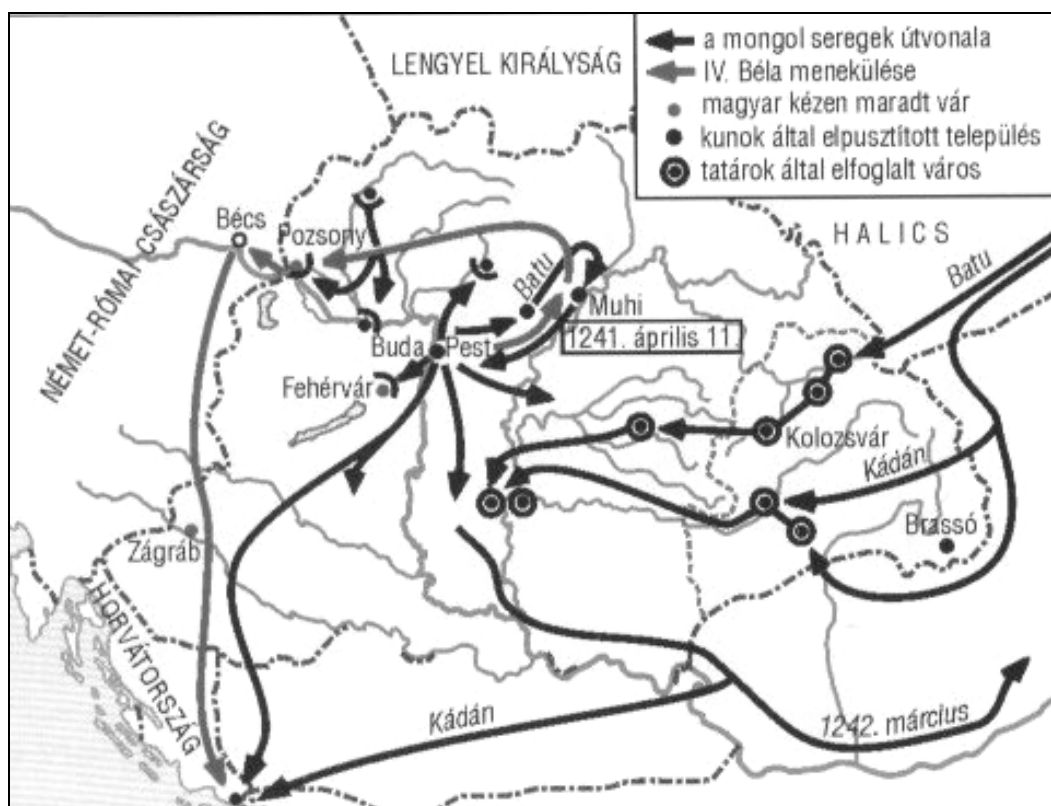 a mongol seregek útvonala
IV. Béla menekülése
magyar kézen maradt vár
kunok által elpusztított település
tatárok által elfoglalt város
LENGYEL KIRÁLYSÁG
NÉMET-RÓMAI CSÁSZÁRSÁG
HALICS
Bécs
Pozsony
Batu
Batu
Muhi
1241. április 11.
Buda
Pest
Fehérvár
Kolozsvár
Kádán
Brassó
Zágráb
HORVÁTORSZÁG
Kádán
1242. március